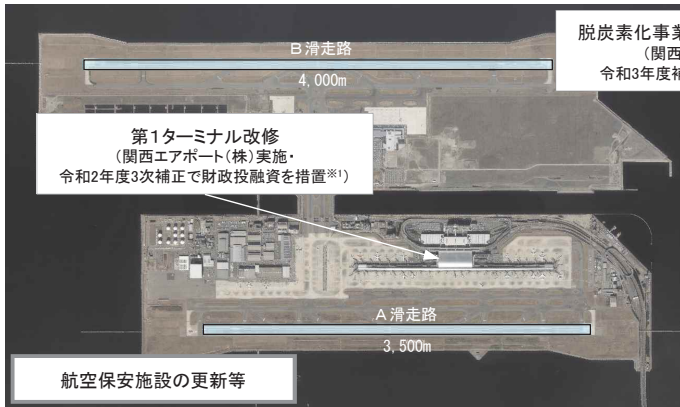 B滑走路
4,000m
脱炭素化事業
(関西
令和3年度補
第1ターミナル改修
(関西エアポート(株)実施・
令和2年度3次補正で財政投融資を措置※1)
A滑走路
3,500m
航空保安施設の更新等